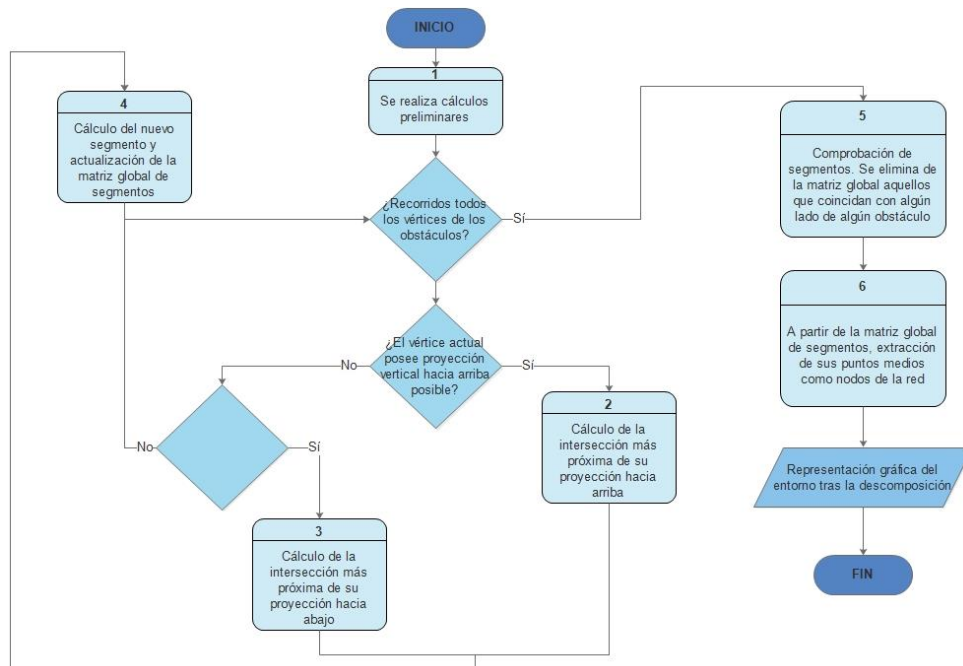 INICIO
1
Se realiza cálculos
preliminares
4
Cálculo del nuevo
segmento y
actualización de la
matriz global de
segmentos
¿Recorridos todos
los vértices de los
obstáculos?
Sí
5
Comprobación de
segmentos. Se elimina de
la matriz global aquellos
que coincidan con algún
lado de algún obstáculo
6
A partir de la matriz global
de segmentos, extracción
de sus puntos medios
como nodos de la red
¿El vértice actual
posee proyección
vertical hacia arriba
posible?
No
Sí
2
Cálculo de la
intersección más
próxima de su
proyección hacia
arriba
No
Sí
3
Cálculo de la
intersección más
próxima de su
proyección hacia
abajo
Representación gráfica del
entorno tras la descomposición
FIN